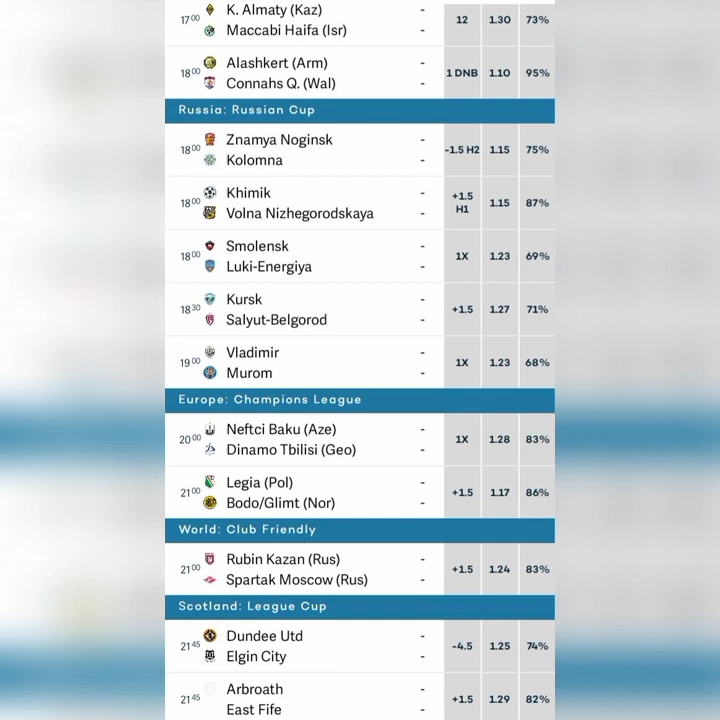 K. Almaty (Kaz) -
17 00 12 1.30 73%
Maccabi Haifa (Isr) -
Alashkert (Arm) -
18 00 1 DNB 1.10 95%
Connahs Q. (Wal) -
Russia: Russian Cup
Znamya Noginsk -
18 00 -1.5 H2 1.15 75%
Kolomna -
Khimik -
18 00 +1.5 H1 1.15 87%
Volna Nizhegorodskaya -
Smolensk -
18 00 1X 1.23 69%
Luki-Energiya -
Kursk -
18 30 +1.5 1.27 71%
Salyut-Belgorod -
Vladimir -
19 00 1X 1.23 68%
Murom -
Europe: Champions League
Neftci Baku (Aze) -
20 00 1X 1.28 83%
Dinamo Tbilisi (Geo) -
Legia (Pol) -
21 00 +1.5 1.17 86%
Bodo/Glimt (Nor) -
World: Club Friendly
Rubin Kazan (Rus) -
21 00 +1.5 1.24 83%
Spartak Moscow (Rus) -
Scotland: League Cup
Dundee Utd -
21 45 -4.5 1.25 74%
Elgin City -
Arbroath -
21 45 +1.5 1.29 82%
East Fife -